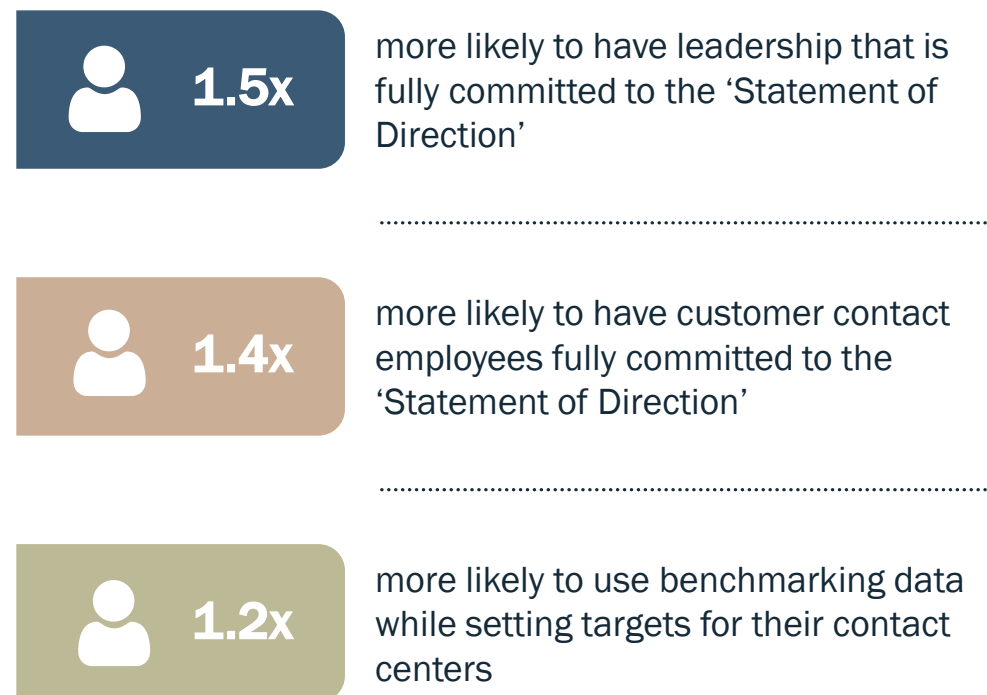 1.5x
more likely to have leadership that is
fully committed to the ‘Statement of
Direction’
1.4x
more likely to have customer contact
employees fully committed to the
‘Statement of Direction’
1.2x
more likely to use benchmarking data
while setting targets for their contact
centers